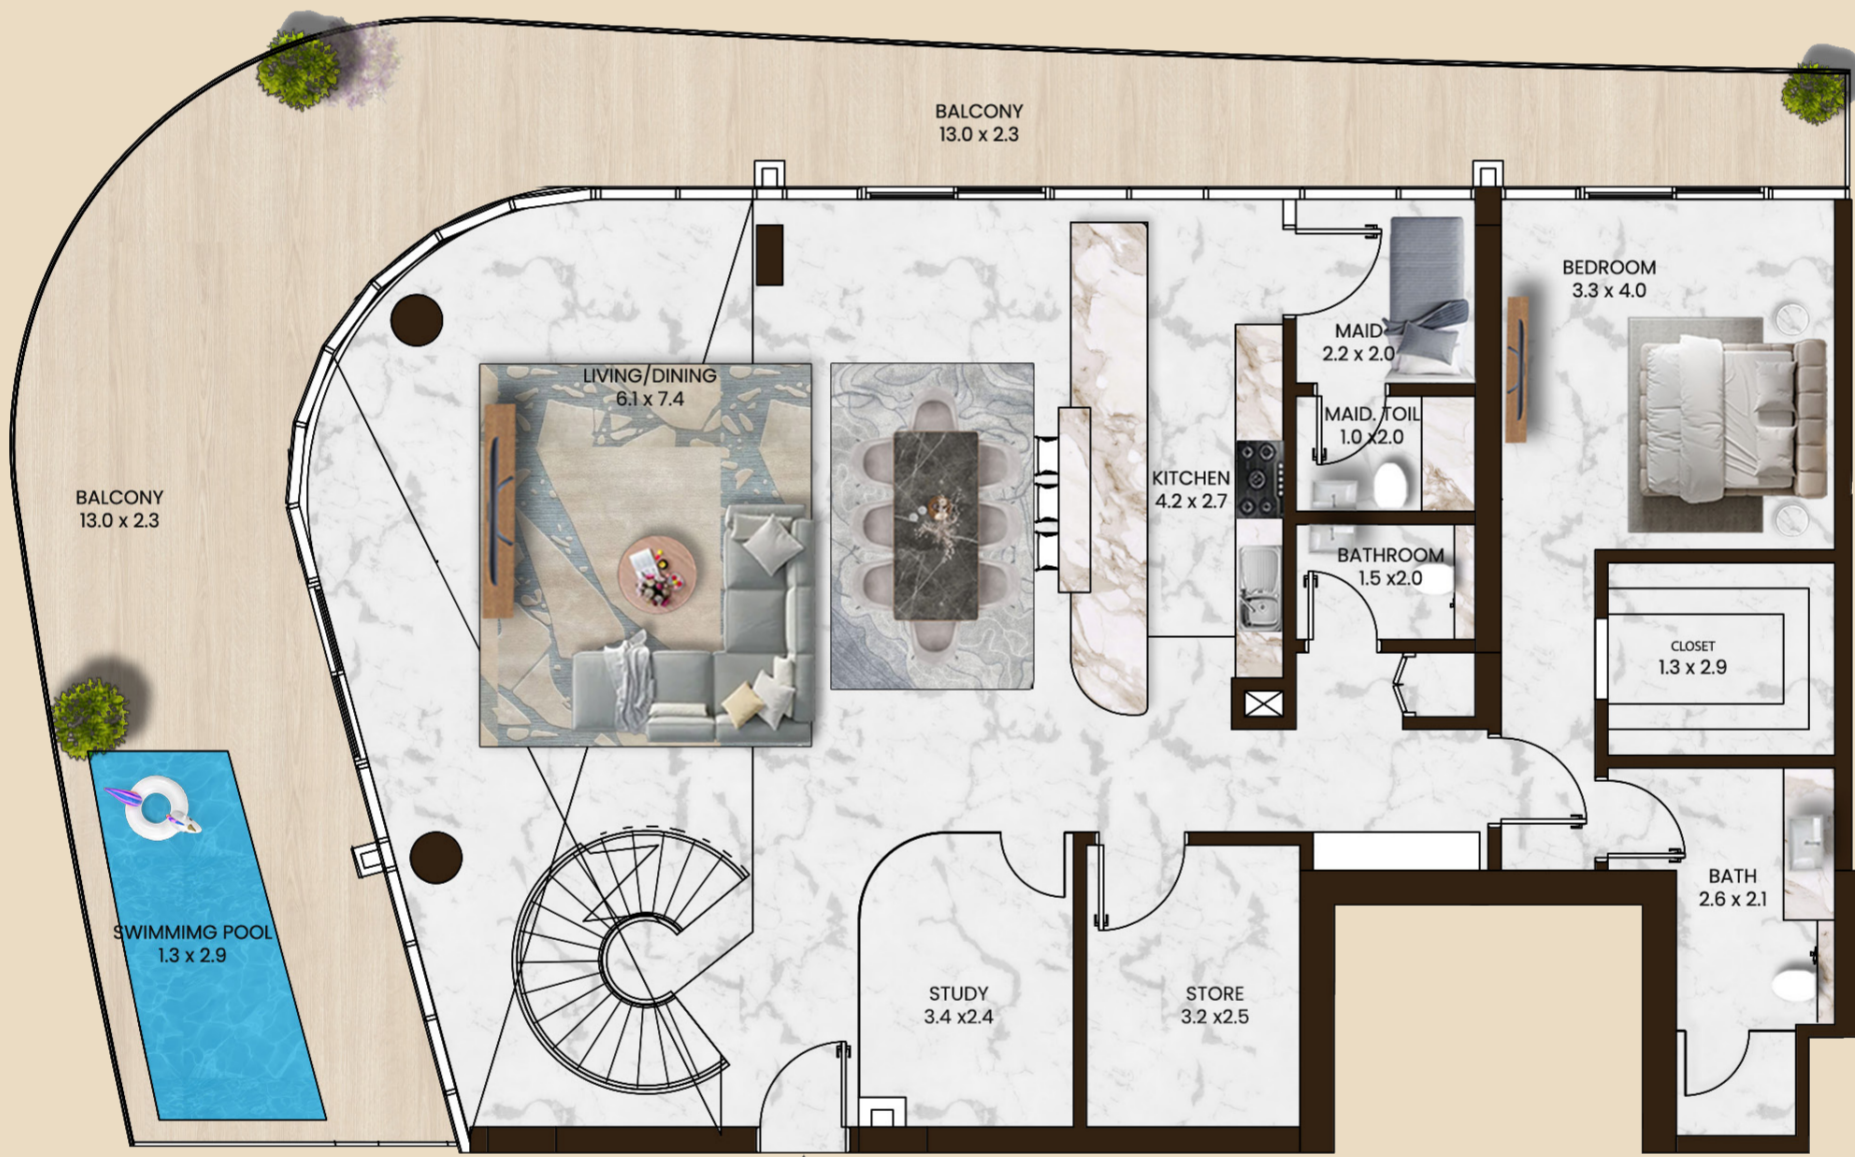 BALCONY
13.0 x 2.3
BEDROOM
3.3 x 4.0
MAID
2.2 x 2.0
LIVING/DINING
6.1 x 7.4
MAID. TOIL
1.0 x2.0
KITCHEN
4.2 x 2.7
BALCONY
13.0 x 2.3
BATHROOM
1.5 x2.0
CLOSET
1.3 x 2.9
BATH
2.6 x 2.1
SWIMMIMG POOL
1.3 x 2.9
STUDY
3.4 x2.4
STORE
3.2 x2.5